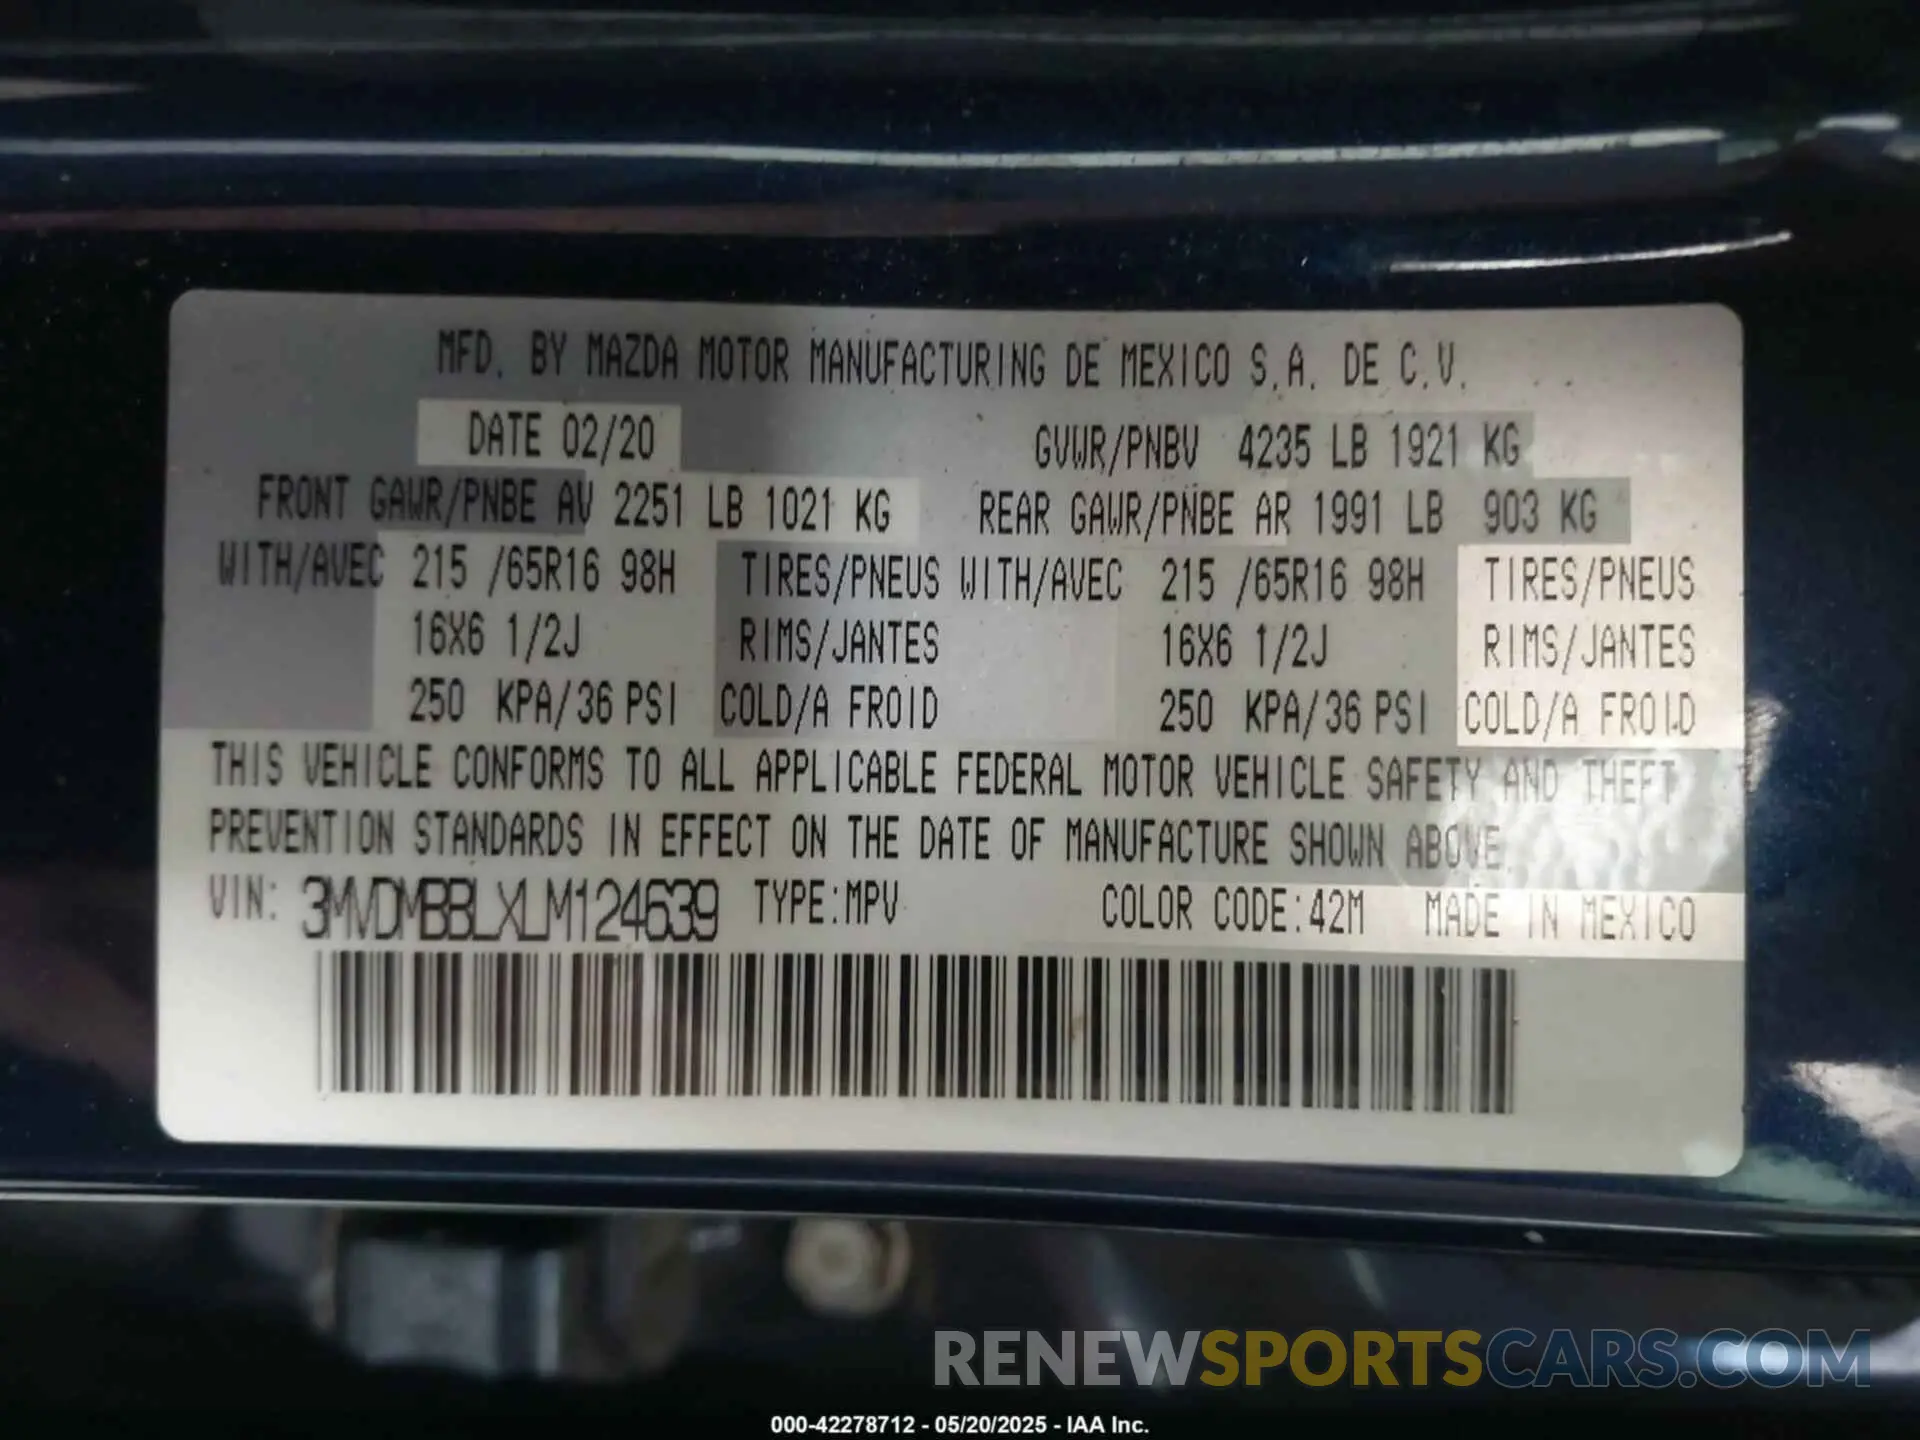 MFD. BY MAZDA MOTOR MANUFACTURING DE MEXICO S.A. DE C.V.
DATE 02/20 GVWR/PNBV 4235 LB 1921 KG
FRONT GAWR/PNBE AV 2251 LB 1021 KG REAR GAWR/PNBE AR 1991 LB 903 KG
WITH/AVEC 215 /65R16 98H TIRES/PNEUS WITH/AVEC 215 /65R16 98H TIRES/PNEUS
16X6 1/2J RIMS/JANTES 16X6 1/2J RIMS/JANTES
250 KPA/36 PSI COLD/A FROID 250 KPA/36 PSI COLD/A FROID
THIS VEHICLE CONFORMS TO ALL APPLICABLE FEDERAL MOTOR VEHICLE SAFETY AND THEFT
PREVENTION STANDARDS IN EFFECT ON THE DATE OF MANUFACTURE SHOWN ABOVE.
VIN: 3MVDMBBLXLM124639 TYPE:MPV COLOR CODE:42M MADE IN MEXICO
RENEWSPORTSCARS.COM
000-42278712 - 05/20/2025 - IAA Inc.